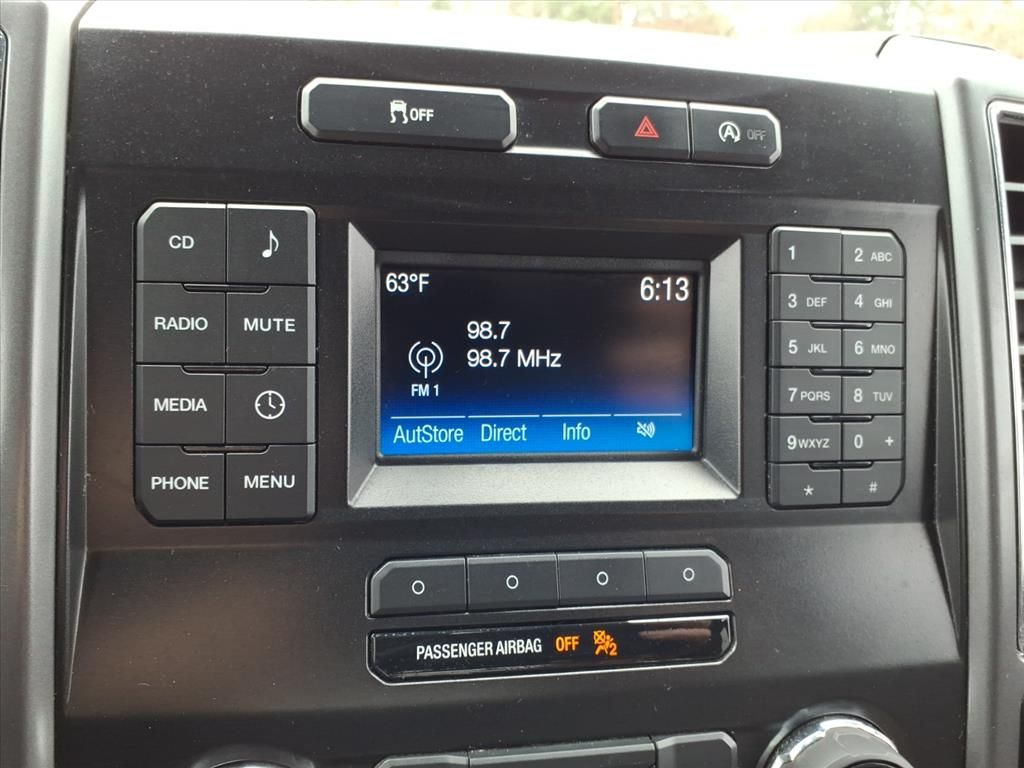 OFF
A OFF
CD
RADIO MUTE
MEDIA
PHONE MENU
63°F 6:13
98.7
98.7 MHz
FM 1
AutStore Direct Info
1 2 ABC
3 DEF 4 GHI
5 JKL 6 MNO
7 PQRS 8 TUV
9 WXYZ 0 +
* #
PASSENGER AIRBAG OFF 2